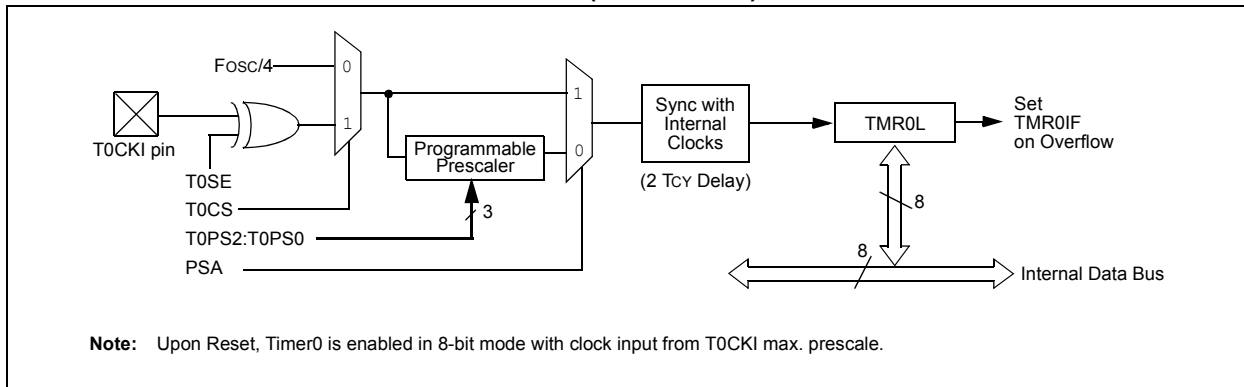 Fosc/4
0
1
1
0
T0CKI pin
T0SE
T0CS
T0PS2:T0PS0
PSA
Programmable
Prescaler
3
Sync with
Internal
Clocks
(2 TCY Delay)
TMR0L
Set
TMR0IF
on Overflow
8
8
Internal Data Bus
Note: Upon Reset, Timer0 is enabled in 8-bit mode with clock input from T0CKI max. prescale.